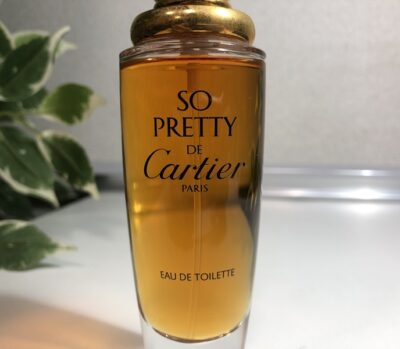 SO
PRETTY
DE
Cartier
PARIS
EAU DE TOILETTE